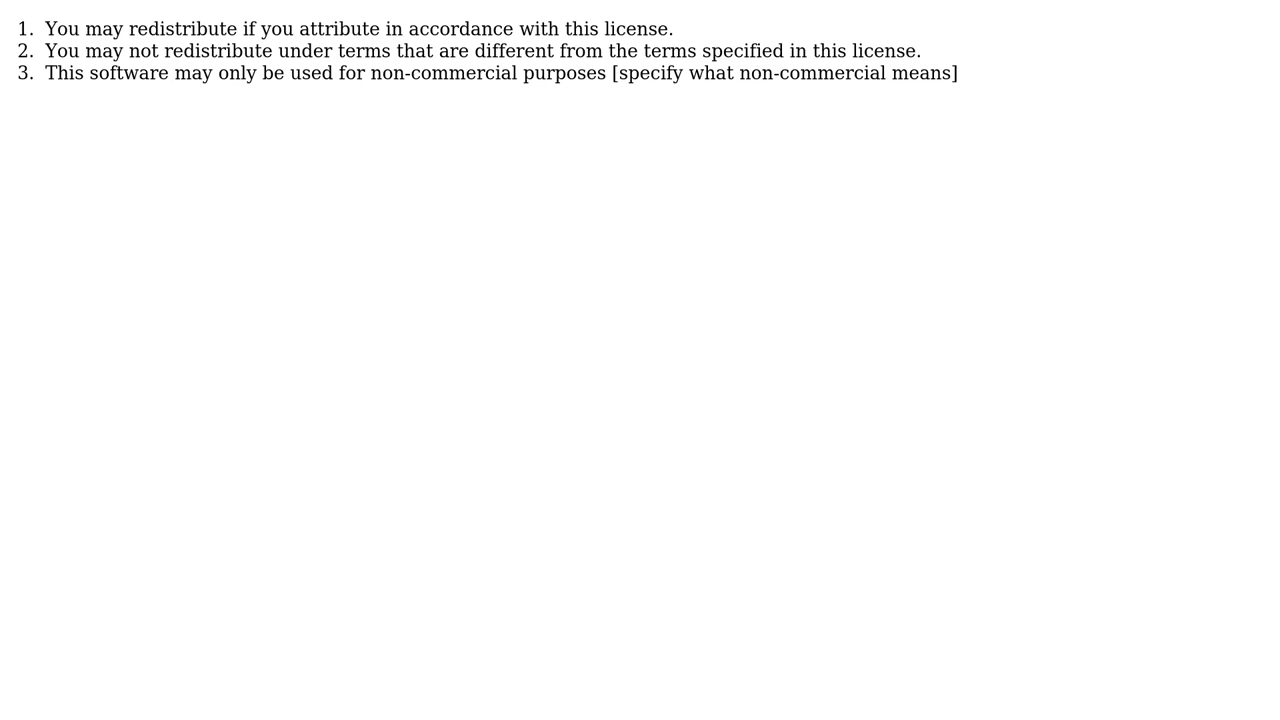 1. You may redistribute if you attribute in accordance with this license.
2. You may not redistribute under terms that are different from the terms specified in this license.
3. This software may only be used for non-commercial purposes [specify what non-commercial means]